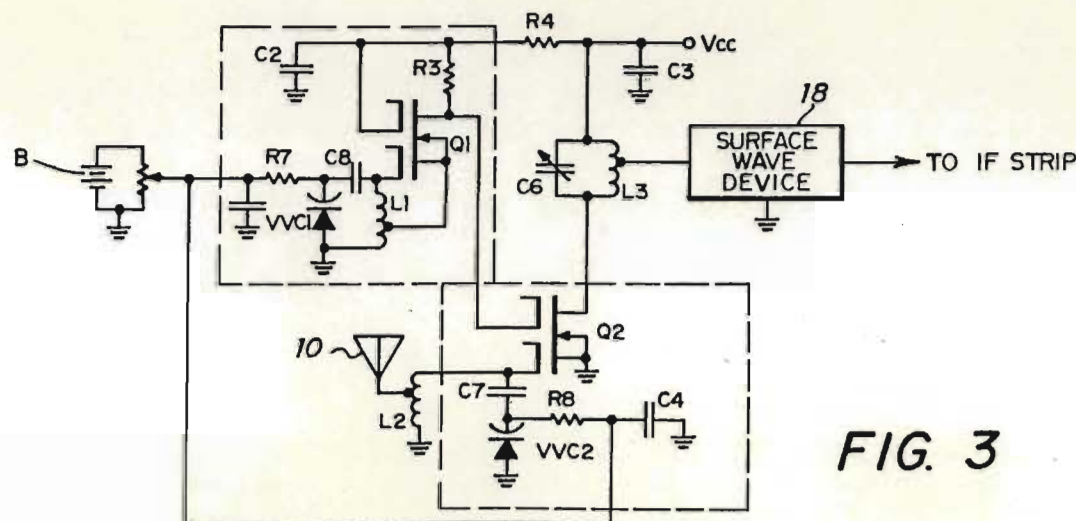 R4
Vcc
C2
R3
C3
18
Q1
SURFACE
WAVE
DEVICE
TO IF STRIP
B
R7
C8
L1
C6
L3
VVC1
Q2
10
C7
R8
C4
L2
VVC2
FIG. 3